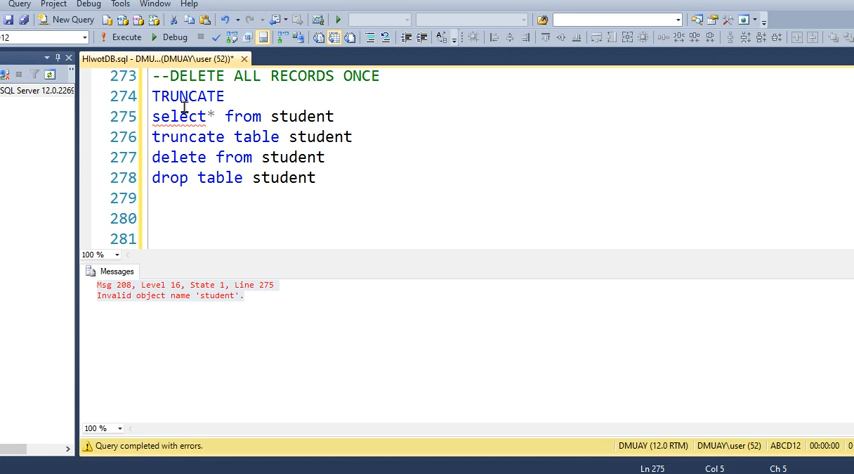 Query Project Debug Tools Window Help
New Query
12 Execute Debug
HIwotDB.sql - DMU...(DMUAY\user (52))*
SQL Server 12.0.2269
273 --DELETE ALL RECORDS ONCE
274 TRUNCATE
275 select* from student
276 truncate table student
277 delete from student
278 drop table student
279
280
281
100 %
Messages
Msg 208, Level 16, State 1, Line 275
Invalid object name 'student'.
100 %
Query completed with errors. DMUAY (12.0 RTM) DMUAY\user (52) ABCD12 00:00:00 0
Ln 275 Col 5 Ch 5